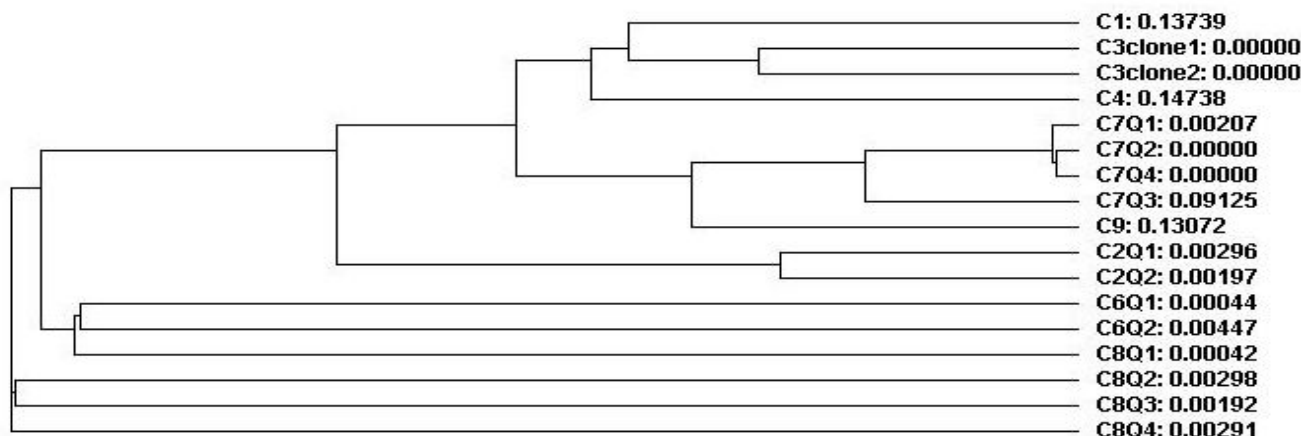 C1: 0.13739
C3clone1: 0.00000
C3clone2: 0.00000
C4: 0.14738
C7Q1: 0.00207
C7Q2: 0.00000
C7Q4: 0.00000
C7Q3: 0.09125
C9: 0.13072
C2Q1: 0.00296
C2Q2: 0.00197
C6Q1: 0.00044
C6Q2: 0.00447
C8Q1: 0.00042
C8Q2: 0.00298
C8Q3: 0.00192
C8Q4: 0.00291